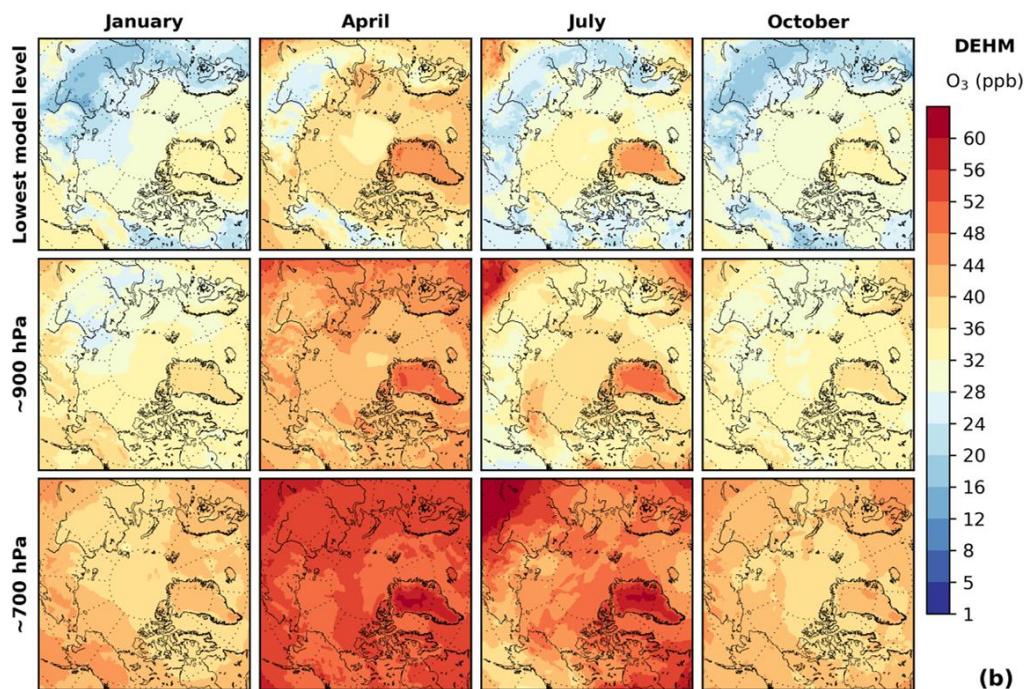 January April July October
DEHM
O₃ (ppb)
Lowest model level
~900 hPa
~700 hPa
60
56
52
48
44
40
36
32
28
24
20
16
12
8
5
1
(b)